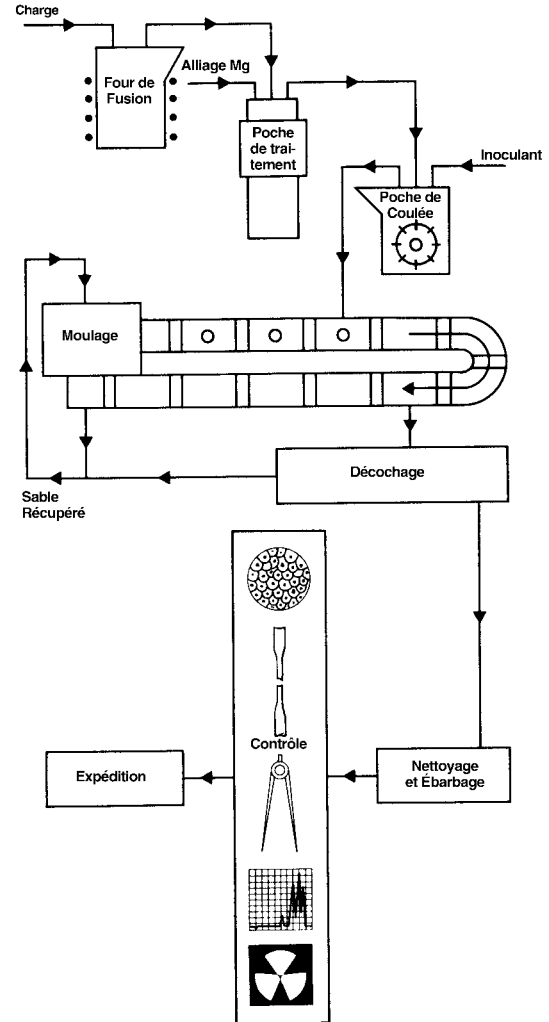 Charge
Four de
Fusion
Alliage Mg
Poche
de trai-
tement
Inoculant
Poche de
Coulée
Moulage
Décochage
Sable
Récupéré
Contrôle
Nettoyage
et Ébarbage
Expédition